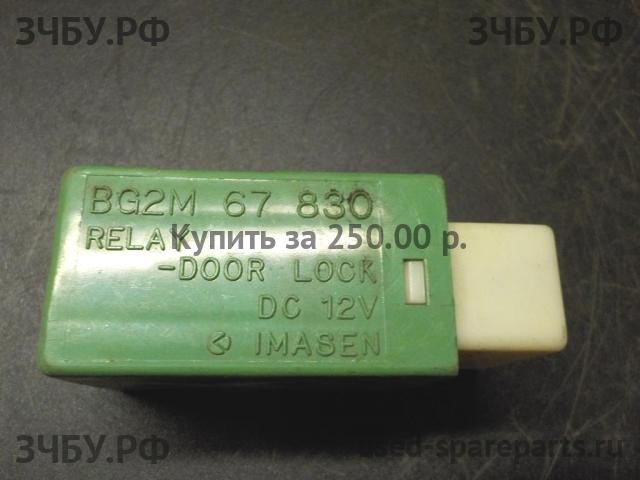 ЗЧБУ.РФ ЗЧБУ.РФ
BG2M 67 830
RELAY
Купить за 250.00 р.
-DOOR LOCK
DC 12V
IMASEN
ЗЧБУ.РФ used-spareparts.ru